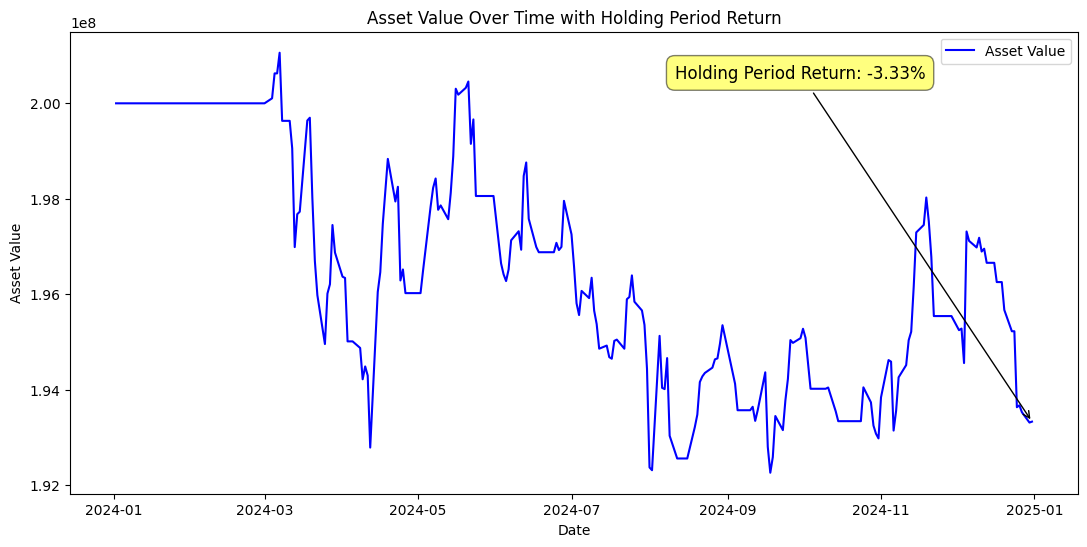 Asset Value Over Time with Holding Period Return
1e8
Asset Value
Holding Period Return: -3.33%
2.00
1.98
1.96
1.94
1.92
Asset Value
2024-01
2024-03
2024-05
2024-07
2024-09
2024-11
2025-01
Date